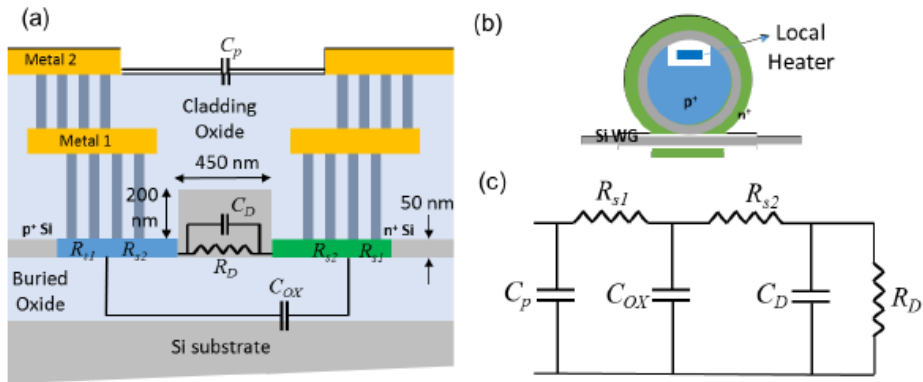 (a)
C_p
Metal 2
Cladding
Oxide
Metal 1
450 nm
200
nm
50 nm
C_D
p⁺ Si
n⁺ Si
R_s1
R_s2
R_s2
R_s1
R_D
Buried
Oxide
C_OX
Si substrate
(b)
Local
Heater
p⁺
n⁺
Si WG
(c)
R_s1
R_s2
C_p
C_OX
C_D
R_D